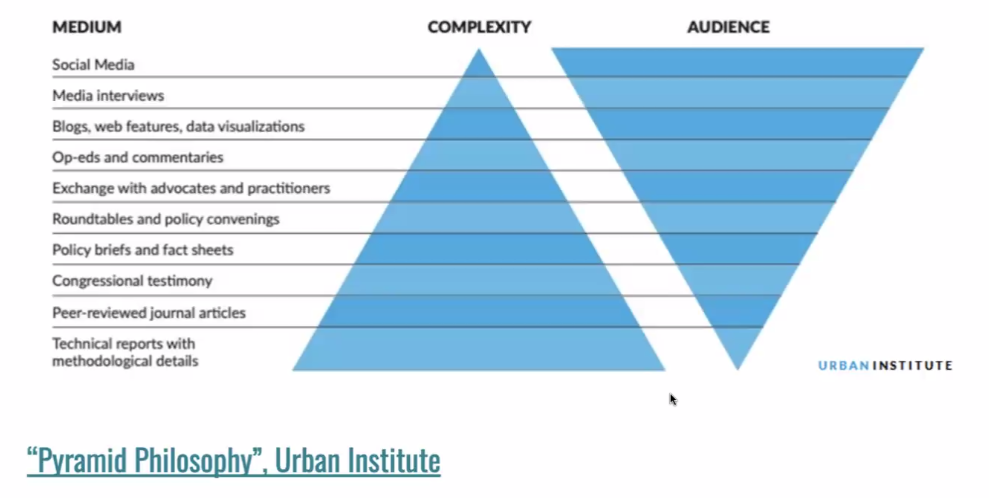 MEDIUM COMPLEXITY AUDIENCE
Social Media
Media interviews
Blogs, web features, data visualizations
Op-eds and commentaries
Exchange with advocates and practitioners
Roundtables and policy convenings
Policy briefs and fact sheets
Congressional testimony
Peer-reviewed journal articles
Technical reports with
methodological details
URBAN INSTITUTE
“Pyramid Philosophy”, Urban Institute